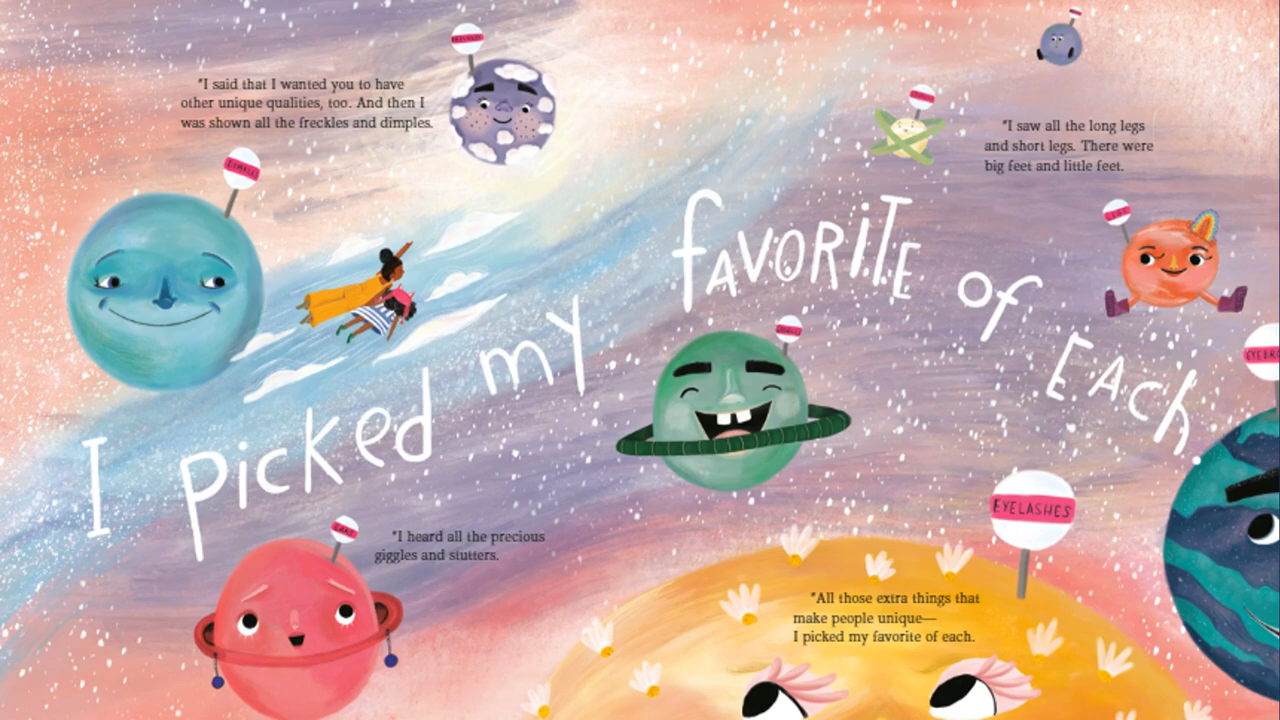 "I said that I wanted you to have
other unique qualities, too. And then I
was shown all the freckles and dimples.
FRECKLES
DIMPLES
"I saw all the long legs
and short legs. There were
big feet and little feet.
I picked my favorite of Each.
"I heard all the precious
giggles and stutters.
EYELASHES
"All those extra things that
make people unique—
I picked my favorite of each.